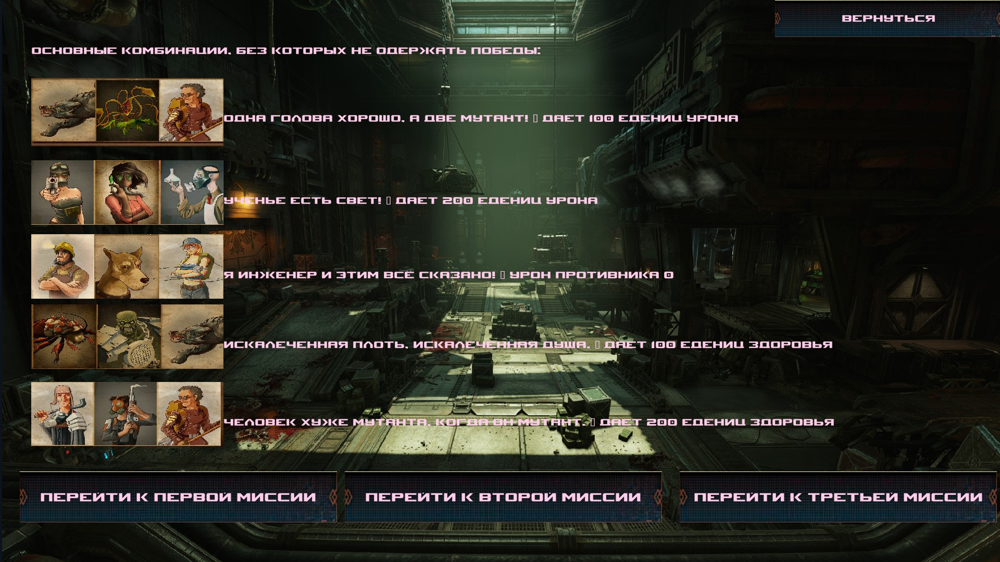 ВЕРНУТЬСЯ
ОСНОВНЫЕ КОМБИНАЦИИ, БЕЗ КОТОРЫХ НЕ ОДЕРЖАТЬ ПОБЕДЫ:
ОДНА ГОЛОВА ХОРОШО, А ДВЕ МУТАНТ! ▯ ДАЕТ 100 ЕДЕНИЦ УРОНА
УЧЕНЬЕ ЕСТЬ СВЕТ! ▯ ДАЕТ 200 ЕДЕНИЦ УРОНА
Я ИНЖЕНЕР И ЭТИМ ВСЕ СКАЗАНО! ▯ УРОН ПРОТИВНИКА 0
ИСКАЛЕЧЕННАЯ ПЛОТЬ, ИСКАЛЕЧЕННАЯ ДУША. ▯ ДАЕТ 100 ЕДЕНИЦ ЗДОРОВЬЯ
ЧЕЛОВЕК ХУЖЕ МУТАНТА, КОГДА ОН МУТАНТ. ▯ ДАЕТ 200 ЕДЕНИЦ ЗДОРОВЬЯ
ПЕРЕЙТИ К ПЕРВОЙ МИССИИ
ПЕРЕЙТИ К ВТОРОЙ МИССИИ
ПЕРЕЙТИ К ТРЕТЬЕЙ МИССИИ